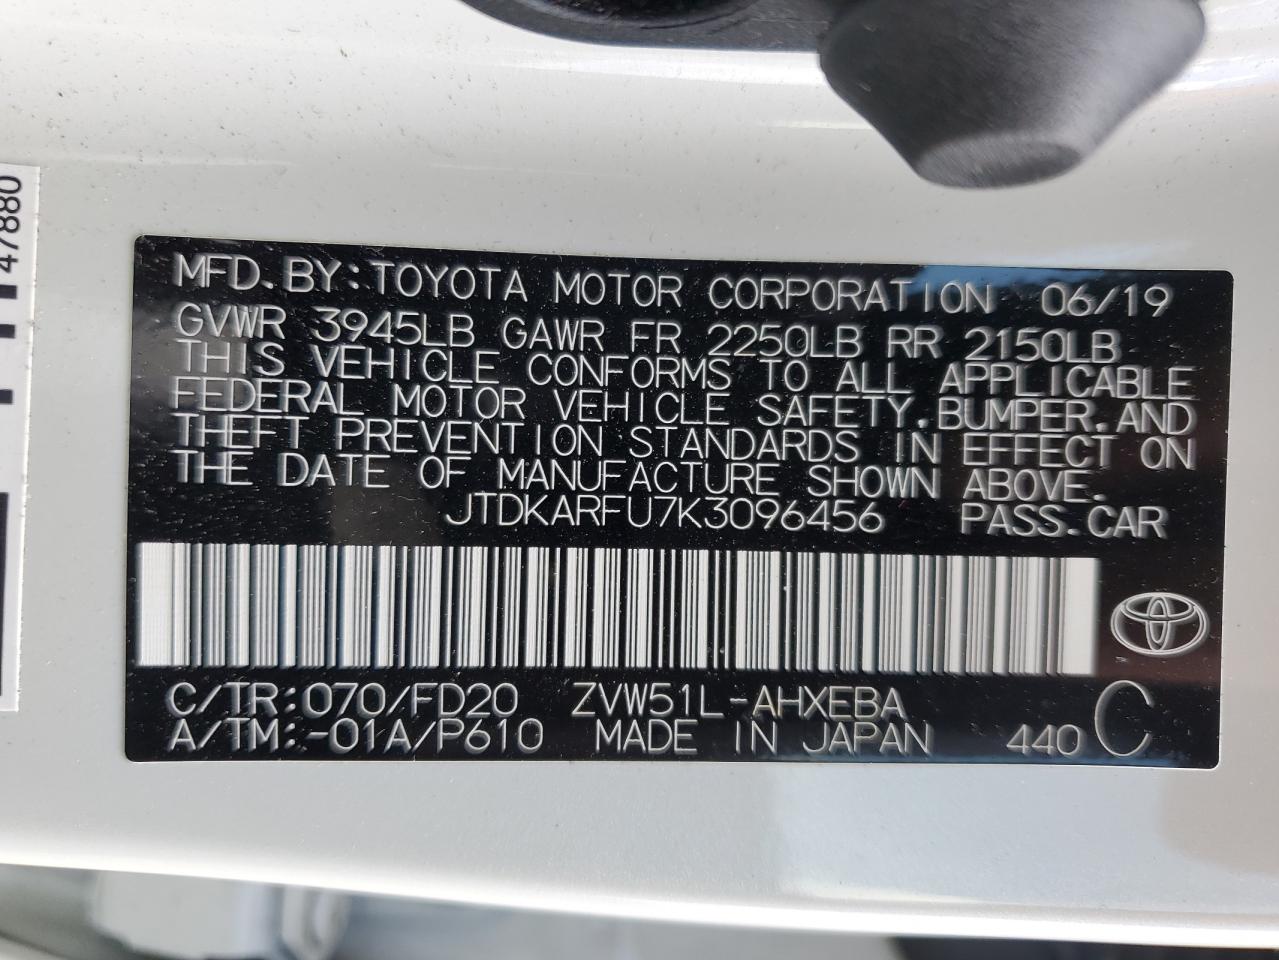 MFD.BY:TOYOTA MOTOR CORPORATION 06/19
GVWR 3945LB GAWR FR 2250LB RR 2150LB
THIS VEHICLE CONFORMS TO ALL APPLICABLE
FEDERAL MOTOR VEHICLE SAFETY,BUMPER,AND
THEFT PREVENTION STANDARDS IN EFFECT ON
THE DATE OF MANUFACTURE SHOWN ABOVE.
JTDKARFU7K3096456 PASS.CAR
C/TR:070/FD20 ZVW51L-AHXEBA
A/TM:-01A/P610 MADE IN JAPAN 440 C
147880